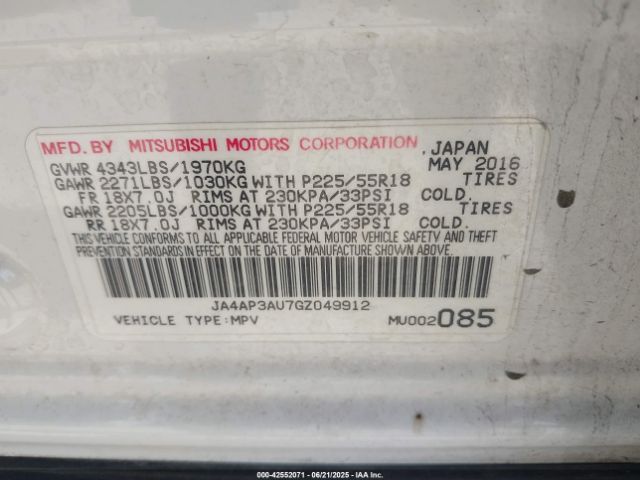 MFD. BY MITSUBISHI MOTORS CORPORATION, JAPAN
GVWR 4343LBS/1970KG MAY 2016
GAWR 2271LBS/1030KG WITH P225/55R18 TIRES
FR 18X7.0J RIMS AT 230KPA/33PSI COLD.
GAWR 2205LBS/1000KG WITH P225/55R18 TIRES
RR 18X7.0J RIMS AT 230KPA/33PSI COLD.
THIS VEHICLE CONFORMS TO ALL APPLICABLE FEDERAL MOTOR VEHICLE SAFETY AND THEFT
PREVENTION STANDARDS IN EFFECT ON THE DATE OF MANUFACTURE SHOWN ABOVE.
JA4AP3AU7GZ049912
VEHICLE TYPE:MPV MU002085
000-42552071 - 06/21/2025 - IAA Inc.